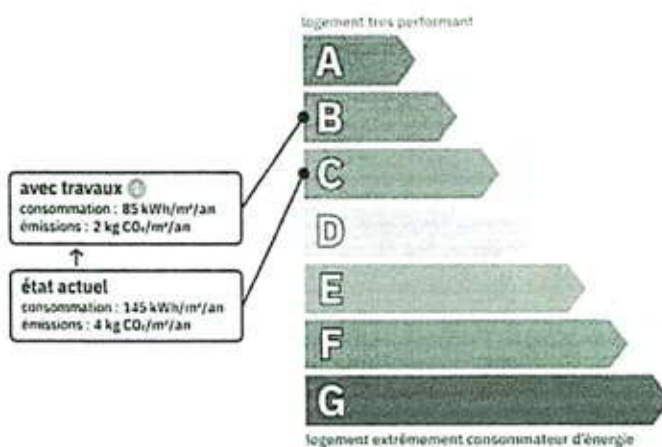 logement très performant
A
B
C
D
E
F
G
logement extrêmement consommateur d'énergie
avec travaux
consommation : 85 kWh/m²/an
émissions : 2 kg CO₂/m²/an
↑
état actuel
consommation : 145 kWh/m²/an
émissions : 4 kg CO₂/m²/an